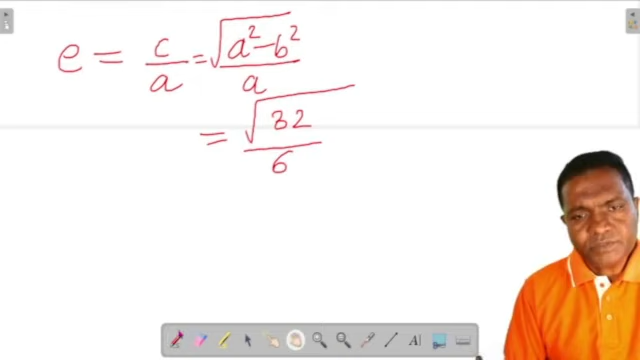 e = c/a = √(a² − b²)/a
= √32/6
A